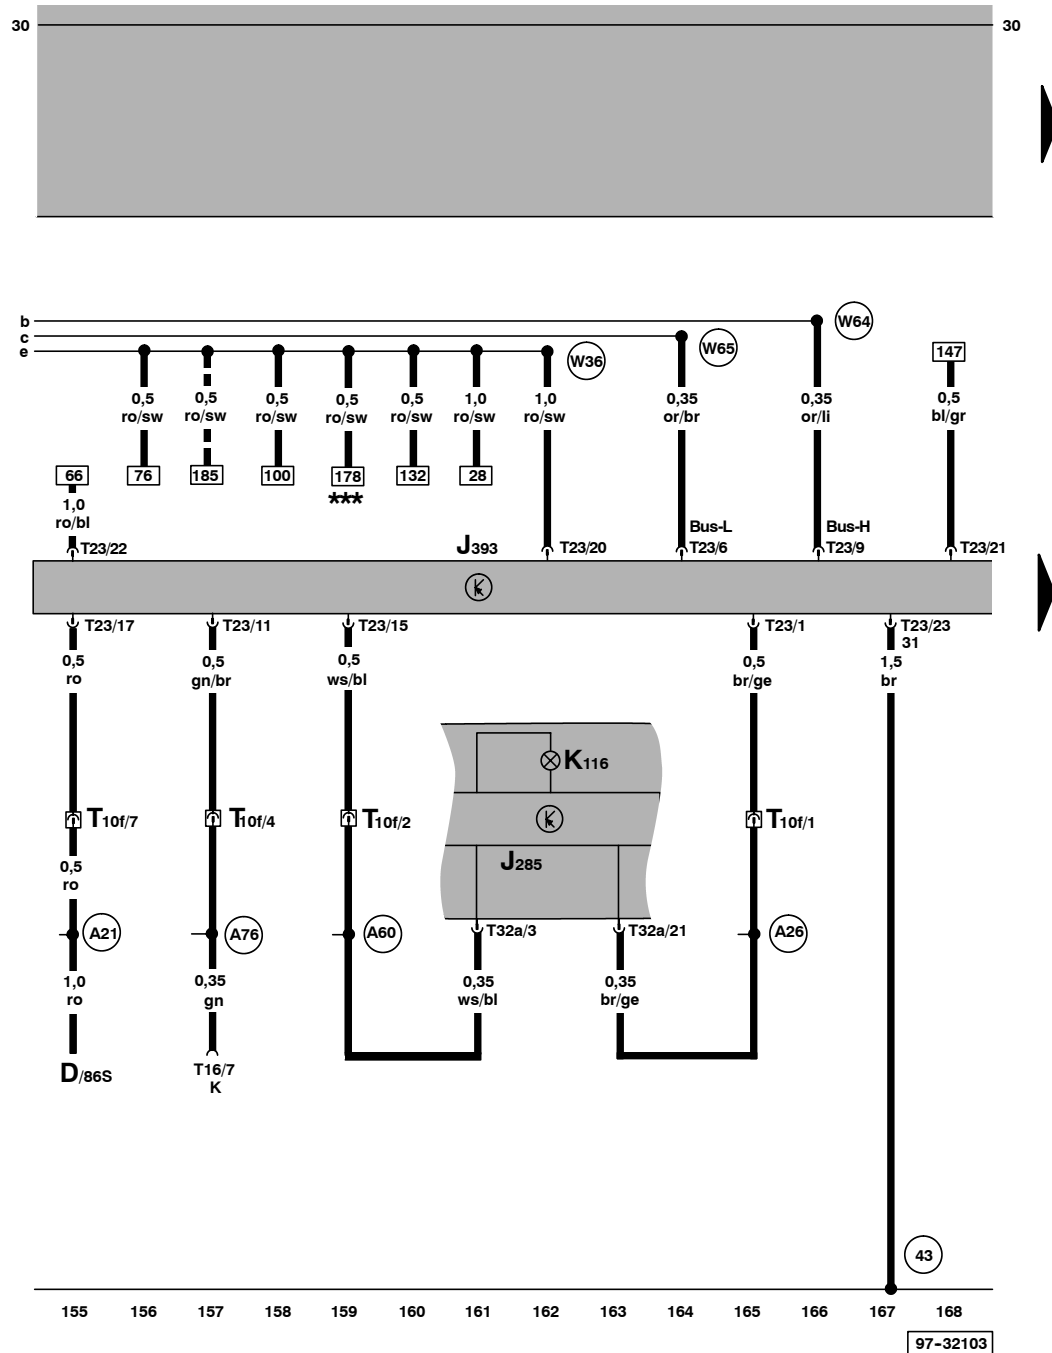 30 30
b W64
c W65
e W36
147
0,5 0,5 0,5 0,5 0,5 1,0 1,0 0,35 0,35 0,5
ro/sw ro/sw ro/sw ro/sw ro/sw ro/sw ro/sw or/br or/li bl/gr
66 76 185 100 178 132 28
***
1,0
ro/bl
Bus-L Bus-H
T23/22 J393 T23/20 T23/6 T23/9 T23/21
T23/17 T23/11 T23/15 T23/1 T23/23
31
0,5 0,5 0,5 0,5 1,5
ro gn/br ws/bl br/ge br
K116
T10f/7 T10f/4 T10f/2 T10f/1
J285
0,5
ro
A21 A76 A60 T32a/3 T32a/21 A26
1,0 0,35 0,35 0,35
ro gn ws/bl br/ge
D/86S T16/7
K
43
155 156 157 158 159 160 161 162 163 164 165 166 167 168
97-32103